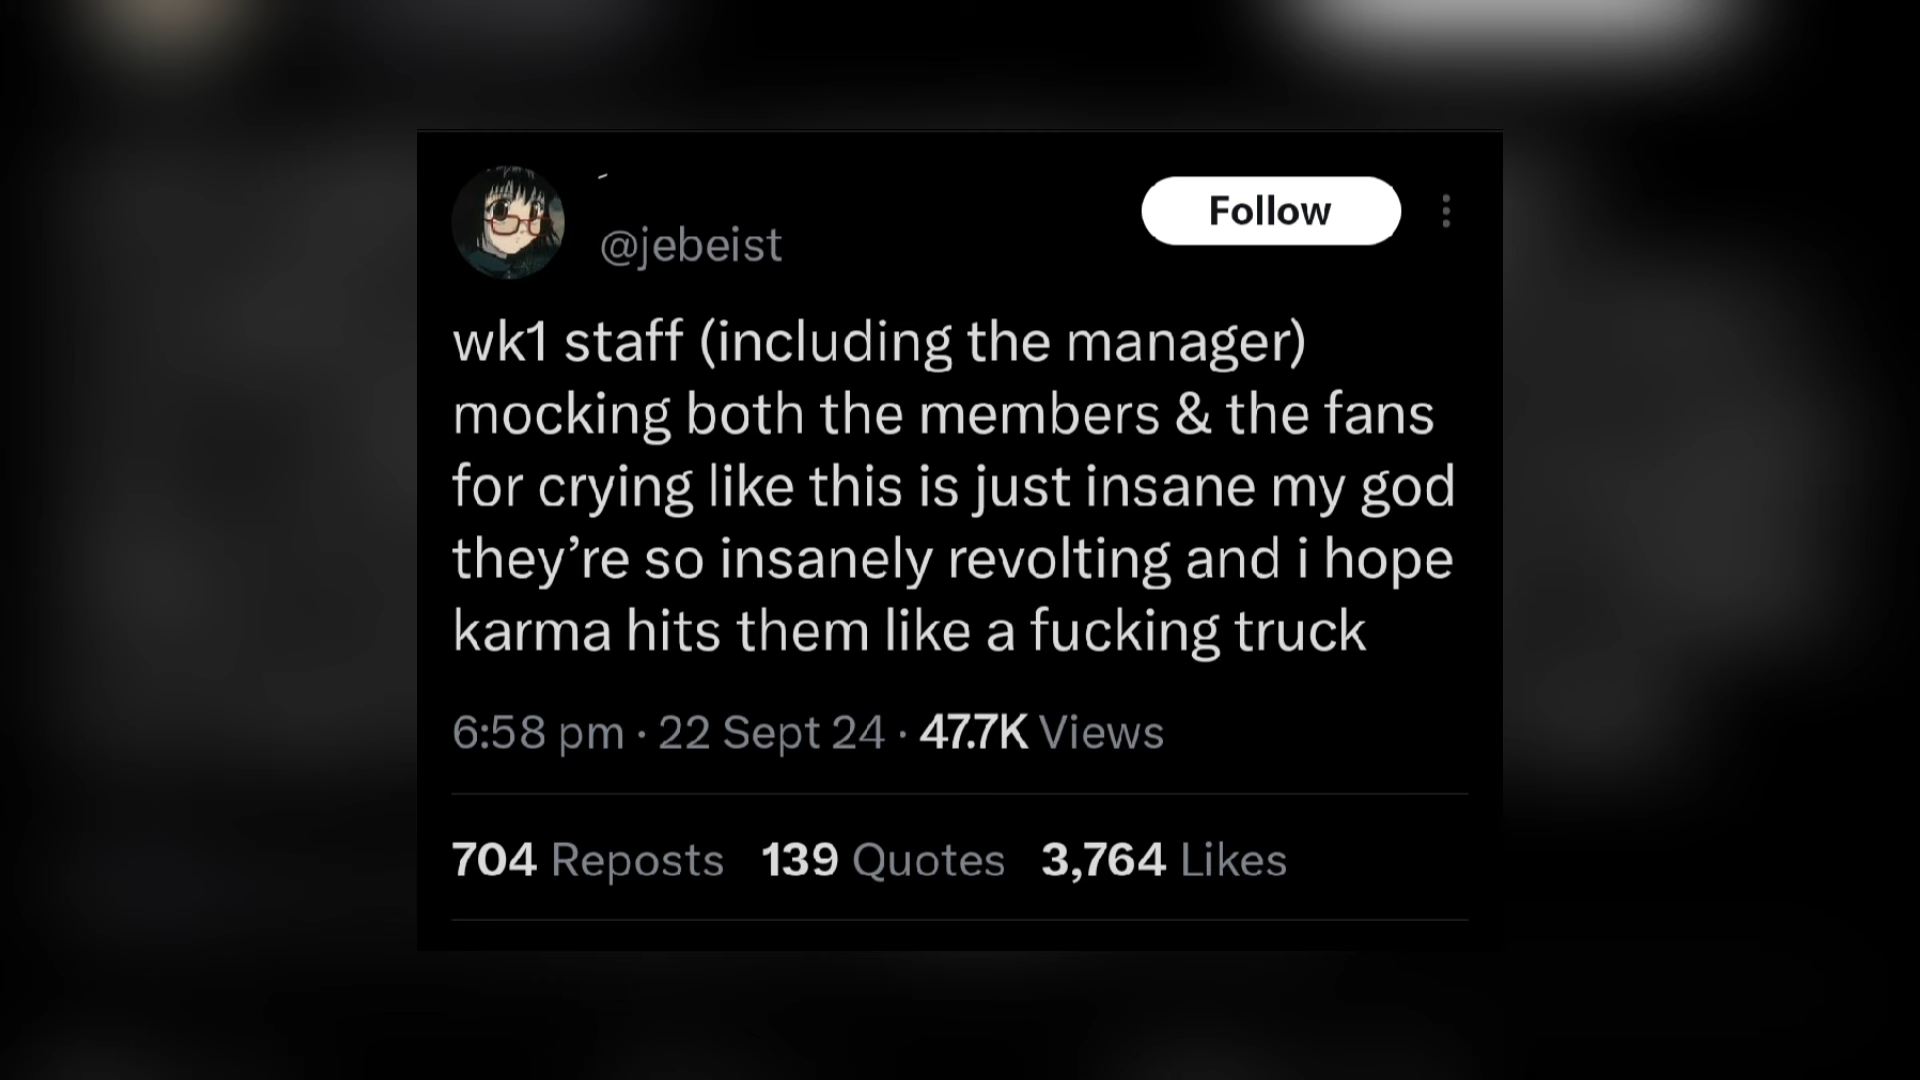 -
@jebeist
Follow
wk1 staff (including the manager)
mocking both the members & the fans
for crying like this is just insane my god
they’re so insanely revolting and i hope
karma hits them like a fucking truck
6:58 pm · 22 Sept 24 · 47.7K Views
704 Reposts 139 Quotes 3,764 Likes